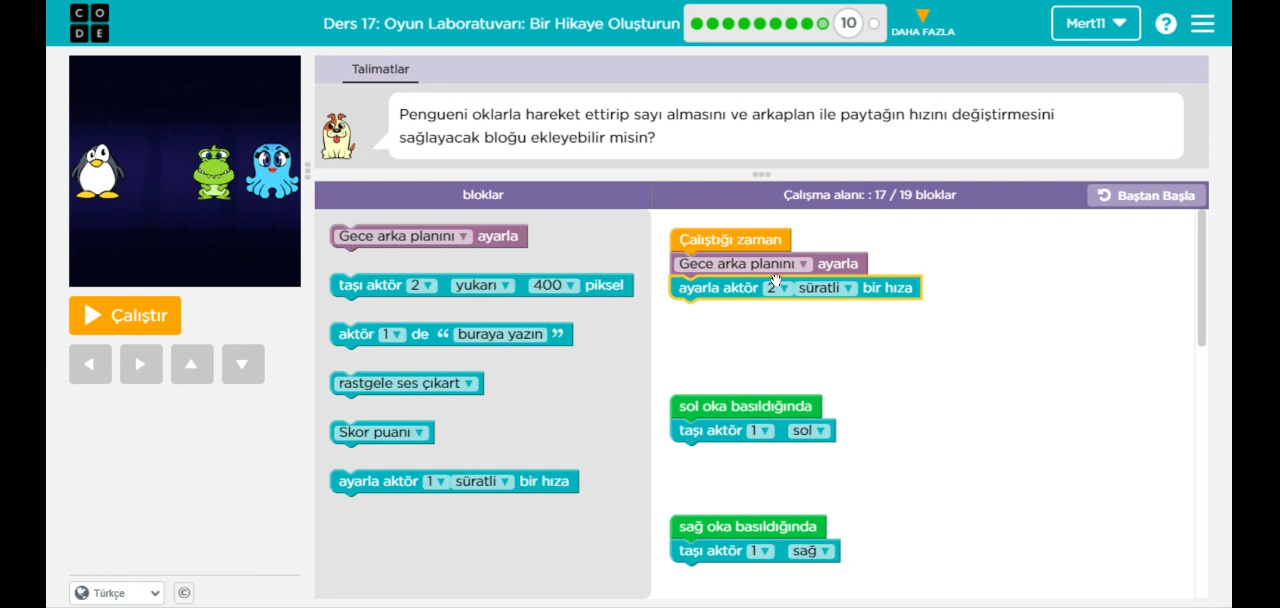 C O
D E
Ders 17: Oyun Laboratuvarı: Bir Hikaye Oluşturun
10
DAHA FAZLA
Mert11
?
Talimatlar
Pengueni oklarla hareket ettirip sayı almasını ve arkaplan ile paytağın hızını değiştirmesini
sağlayacak bloğu ekleyebilir misin?
bloklar
Çalışma alanı: : 17 / 19 bloklar
Baştan Başla
Gece arka planını ayarla
taşı aktör 2 yukarı 400 piksel
aktör 1 de “ buraya yazın ”
rastgele ses çıkart
Skor puanı
ayarla aktör 1 süratli bir hıza
Çalıştığı zaman
Gece arka planını ayarla
ayarla aktör 2 süratli bir hıza
sol oka basıldığında
taşı aktör 1 sol
sağ oka basıldığında
taşı aktör 1 sağ
Çalıştır
Türkçe
©